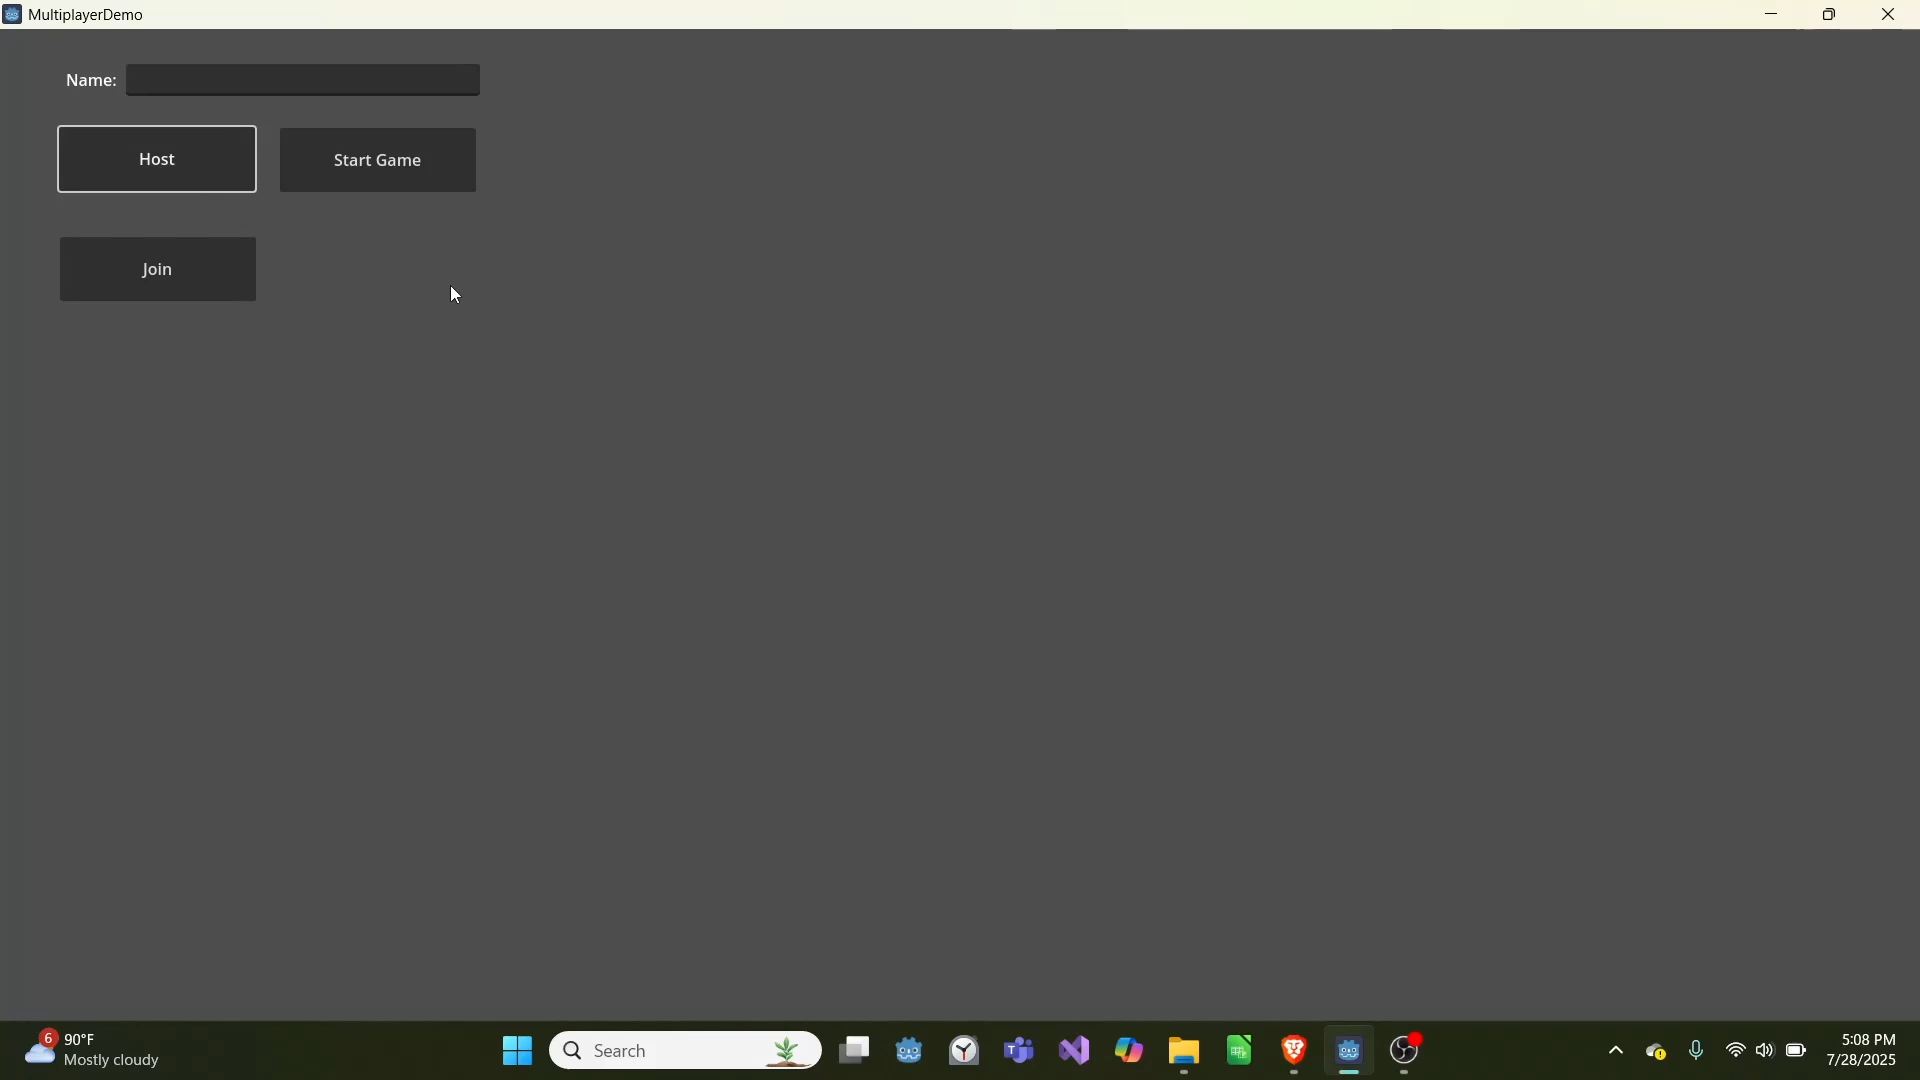 MultiplayerDemo
Name:
Host
Start Game
Join
6
90°F
Mostly cloudy
Search
5:08 PM
7/28/2025